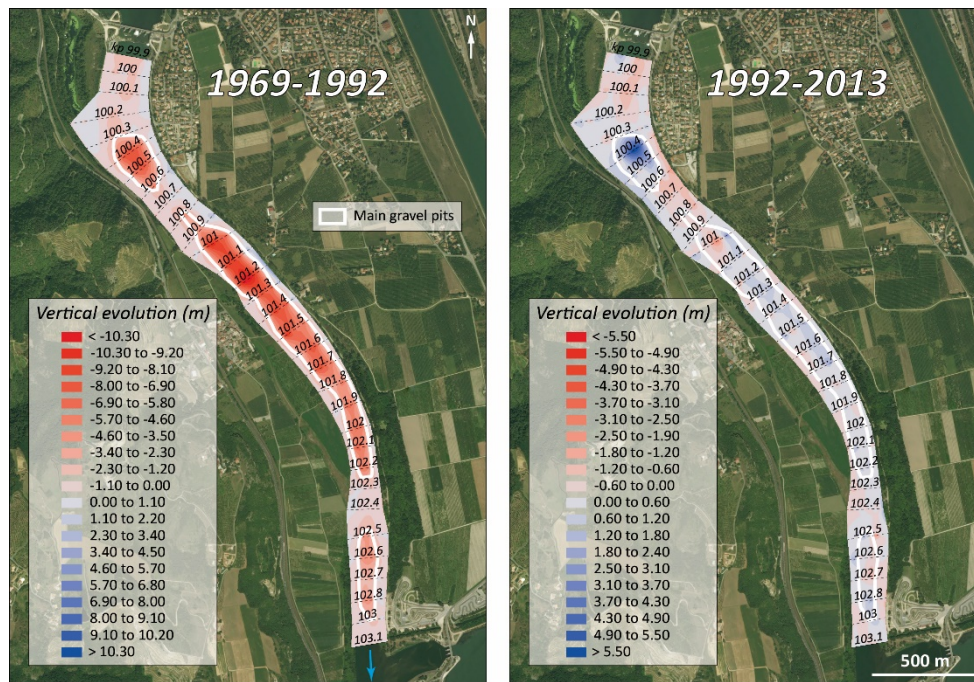 N
1969-1992
kp 99.9
100
100.1
100.2
100.3
100.4
100.5
100.6
100.7
100.8
100.9
101
101.1
101.2
101.3
101.4
101.5
101.6
101.7
101.8
101.9
102
102.1
102.2
102.3
102.4
102.5
102.6
102.7
102.8
103
103.1
Main gravel pits
Vertical evolution (m)
< -10.30
-10.30 to -9.20
-9.20 to -8.10
-8.00 to -6.90
-6.90 to -5.80
-5.70 to -4.60
-4.60 to -3.50
-3.40 to -2.30
-2.30 to -1.20
-1.10 to 0.00
0.00 to 1.10
1.10 to 2.20
2.30 to 3.40
3.40 to 4.50
4.60 to 5.70
5.70 to 6.80
6.90 to 8.00
8.00 to 9.10
9.10 to 10.20
> 10.30
1992-2013
kp 99.9
100
100.1
100.2
100.3
100.4
100.5
100.6
100.7
100.8
100.9
101
101.1
101.2
101.3
101.4
101.5
101.6
101.7
101.8
101.9
102
102.1
102.2
102.3
102.4
102.5
102.6
102.7
102.8
103
103.1
Vertical evolution (m)
< -5.50
-5.50 to -4.90
-4.90 to -4.30
-4.30 to -3.70
-3.70 to -3.10
-3.10 to -2.50
-2.50 to -1.90
-1.80 to -1.20
-1.20 to -0.60
-0.60 to 0.00
0.00 to 0.60
0.60 to 1.20
1.20 to 1.80
1.80 to 2.40
2.50 to 3.10
3.10 to 3.70
3.70 to 4.30
4.30 to 4.90
4.90 to 5.50
> 5.50
500 m